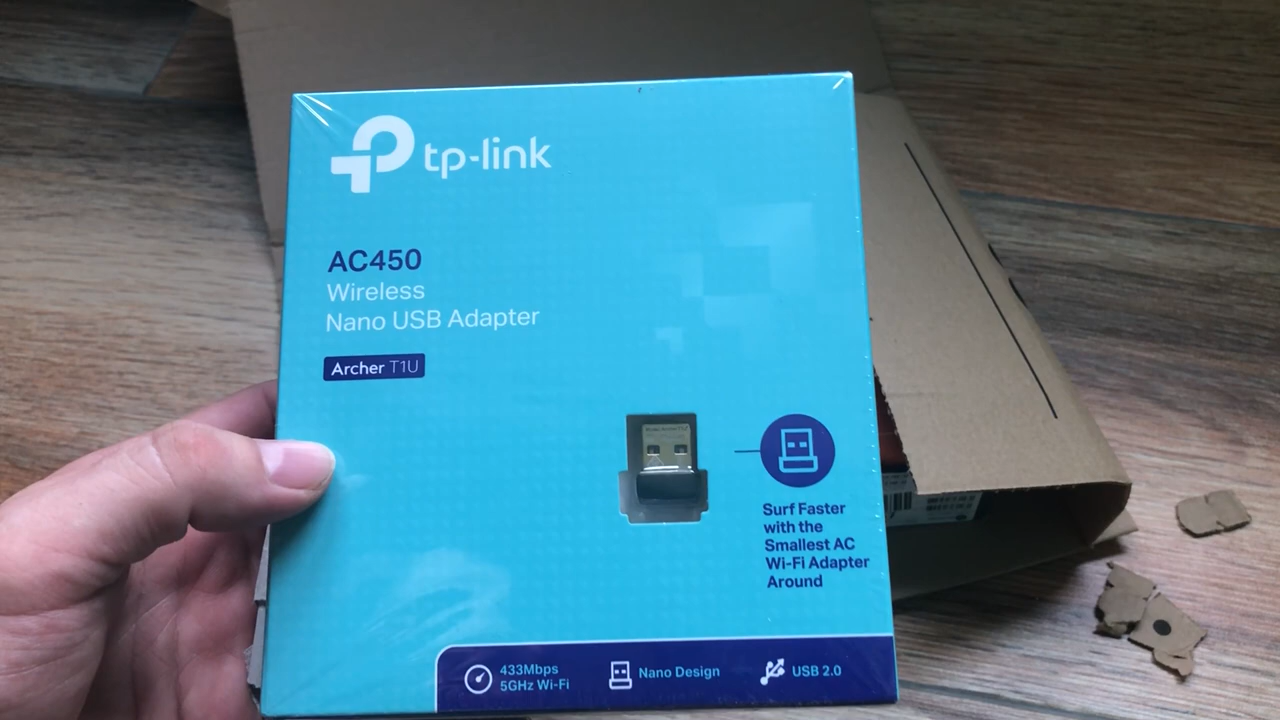 tp-link
AC450
Wireless
Nano USB Adapter
Archer T1U
Surf Faster
with the
Smallest AC
Wi-Fi Adapter
Around
433Mbps
5GHz Wi-Fi
Nano Design
USB 2.0